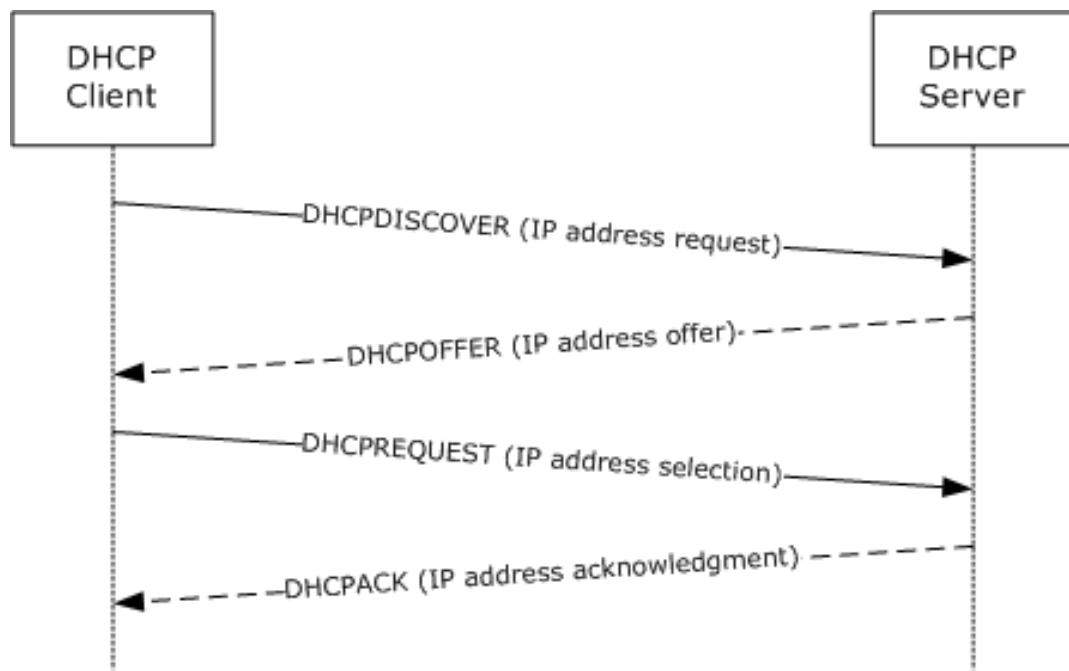 DHCP
Client
DHCP
Server
DHCPDISCOVER (IP address request)
DHCPOFFER (IP address offer)
DHCPREQUEST (IP address selection)
DHCPACK (IP address acknowledgment)